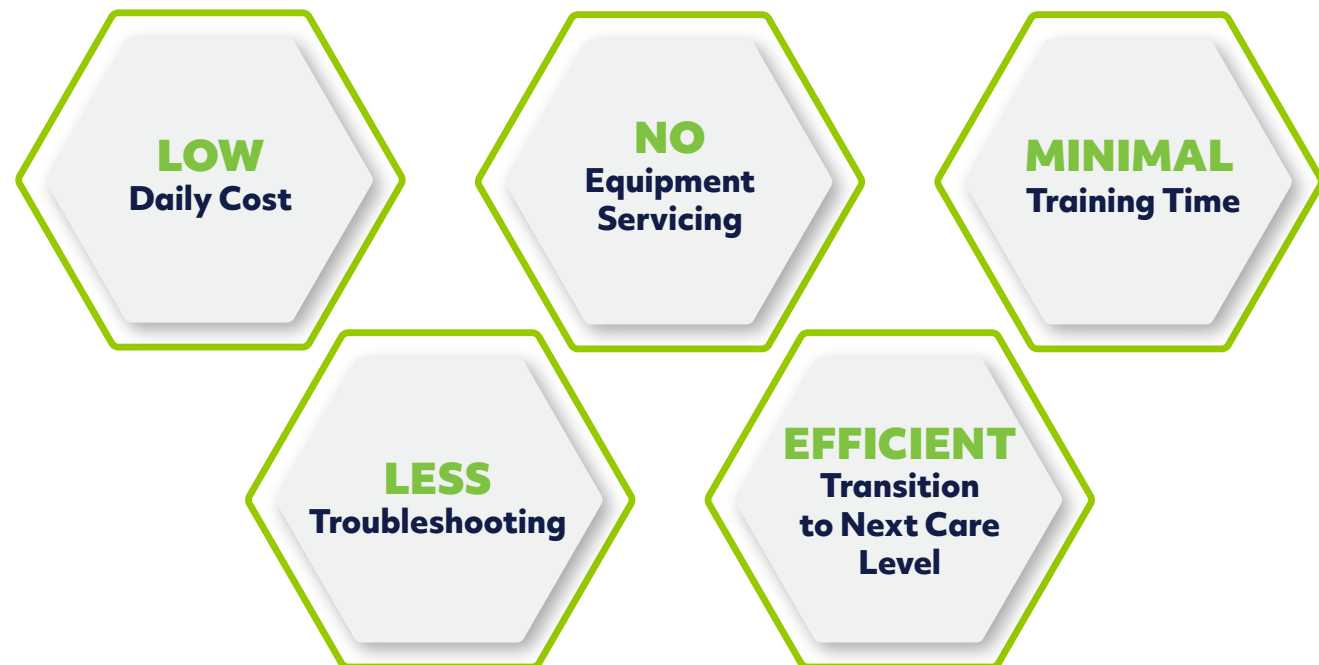 LOW
Daily Cost
NO
Equipment
Servicing
MINIMAL
Training Time
LESS
Troubleshooting
EFFICIENT
Transition
to Next Care
Level